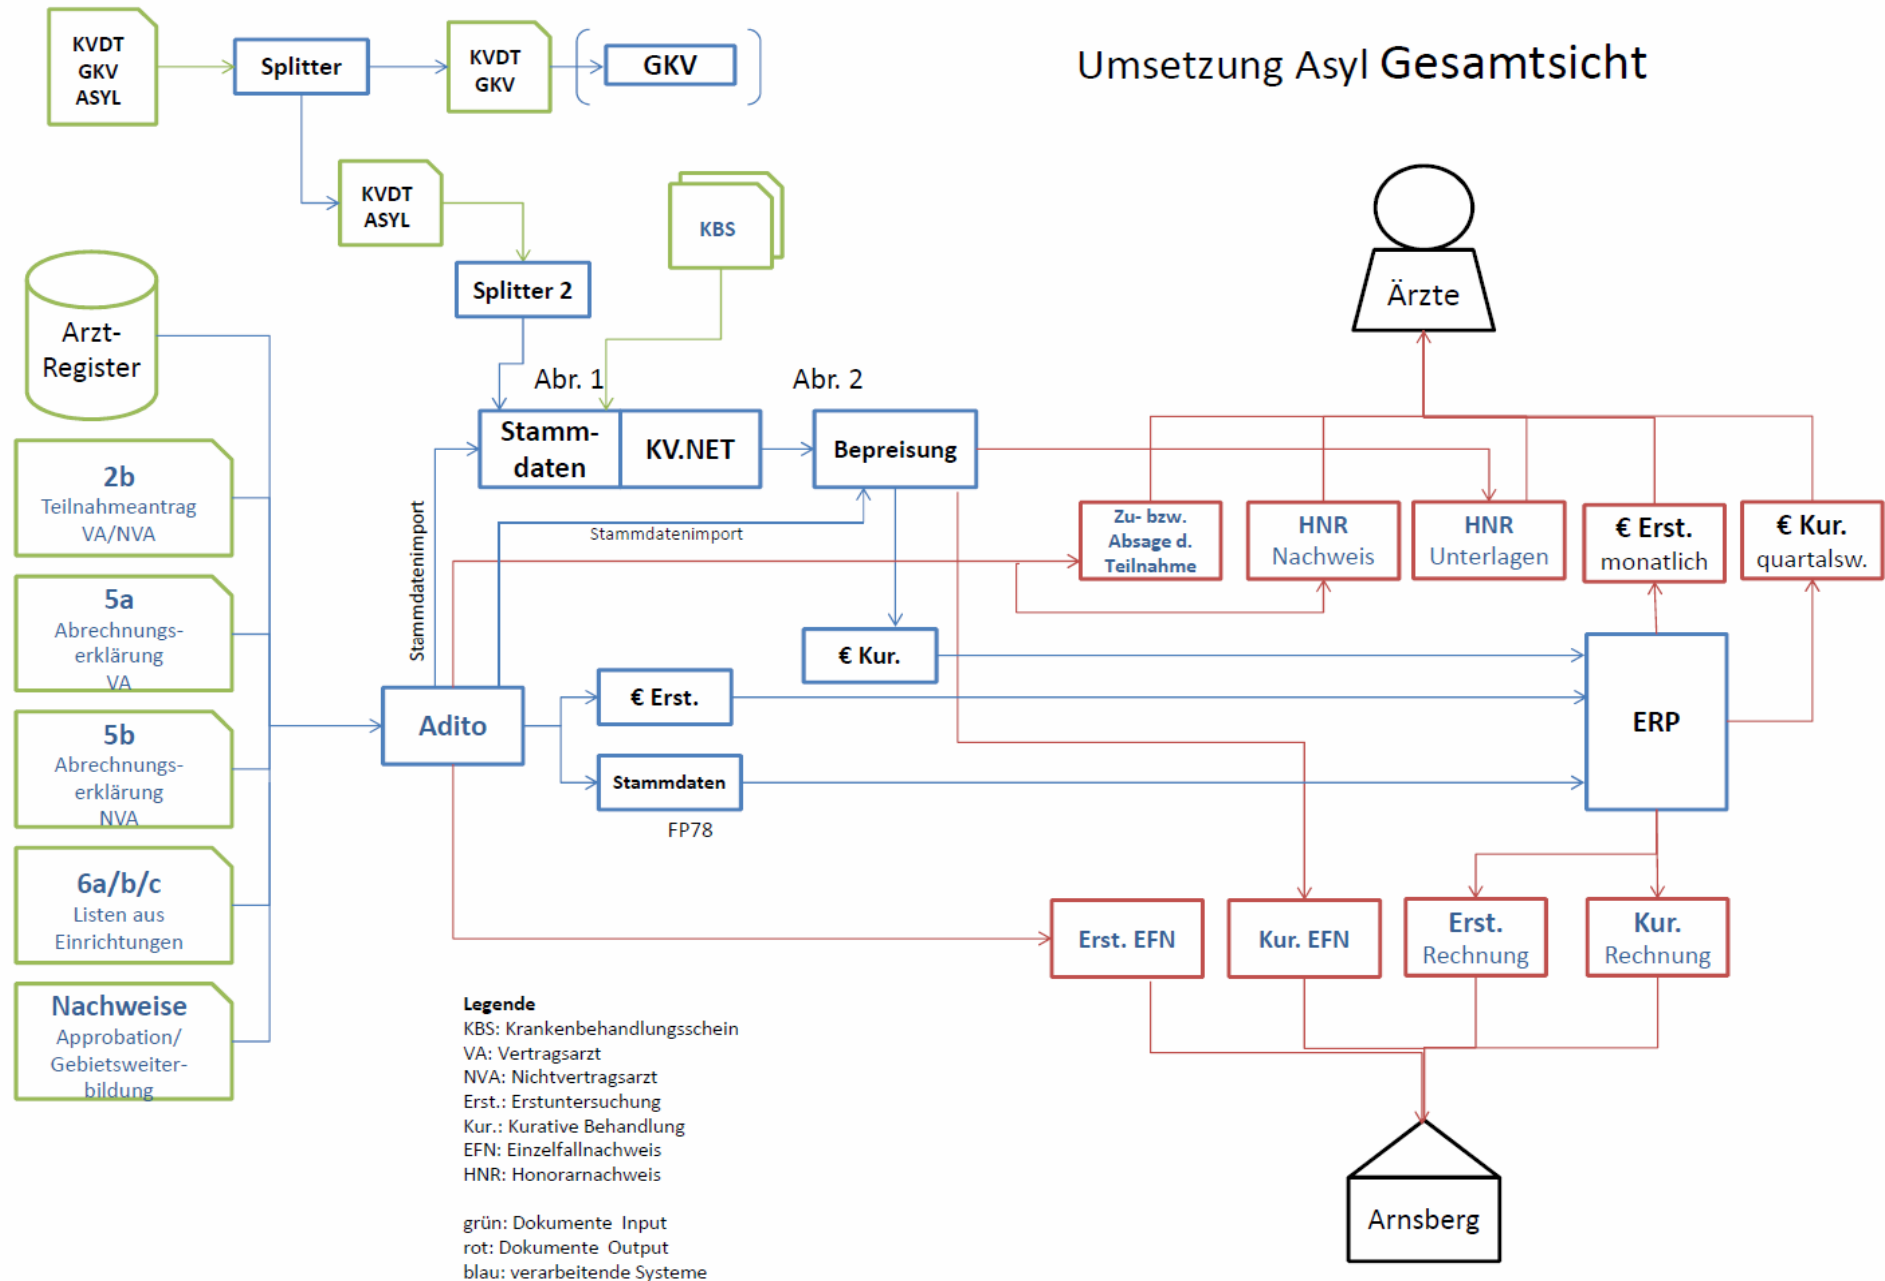 KVDT
GKV
ASYL
Splitter
KVDT
GKV
GKV
Umsetzung Asyl Gesamtsicht
KVDT
ASYL
KBS
Splitter 2
Arzt-
Register
Ärzte
Abr. 1
Abr. 2
Stamm-
daten
KV.NET
Bepreisung
2b
Teilnahmeantrag
VA/NVA
Stammdatenimport
Stammdatenimport
Zu- bzw.
Absage d.
Teilnahme
HNR
Nachweis
HNR
Unterlagen
€ Erst.
monatlich
€ Kur.
quartalsw.
5a
Abrechnungs-
erklärung
VA
€ Kur.
€ Erst.
Adito
ERP
5b
Abrechnungs-
erklärung
NVA
Stammdaten
FP78
6a/b/c
Listen aus
Einrichtungen
Erst. EFN
Kur. EFN
Erst.
Rechnung
Kur.
Rechnung
Nachweise
Approbation/
Gebietsweiter-
bildung
Legende
KBS: Krankenbehandlungsschein
VA: Vertragsarzt
NVA: Nichtvertragsarzt
Erst.: Erstuntersuchung
Kur.: Kurative Behandlung
EFN: Einzelfallnachweis
HNR: Honorarnachweis
grün: Dokumente Input
rot: Dokumente Output
blau: verarbeitende Systeme
Arnsberg